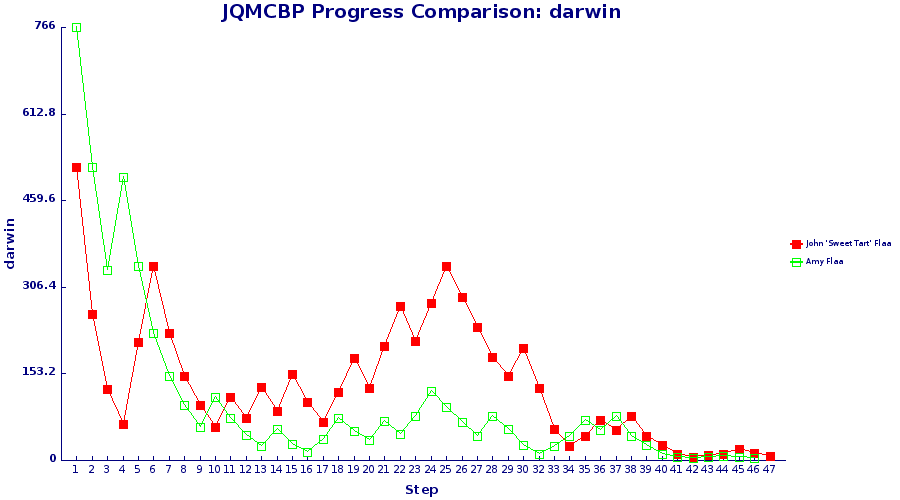 JQMCBP Progress Comparison: darwin
766
612.8
459.6
306.4
153.2
0
darwin
1 2 3 4 5 6 7 8 9 10 11 12 13 14 15 16 17 18 19 20 21 22 23 24 25 26 27 28 29 30 32 33 34 35 36 37 38 39 40 41 42 43 44 45 46 47
Step
John 'Sweet Tart' Flaa
Amy Flaa